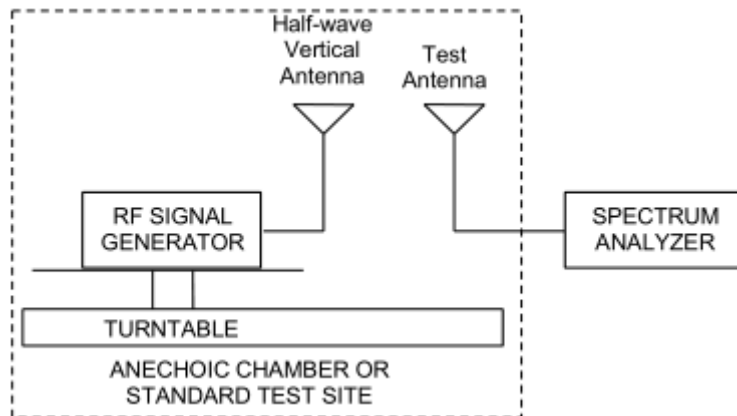 Half-wave
Vertical
Antenna
Test
Antenna
RF SIGNAL
GENERATOR
SPECTRUM
ANALYZER
TURNTABLE
ANECHOIC CHAMBER OR
STANDARD TEST SITE